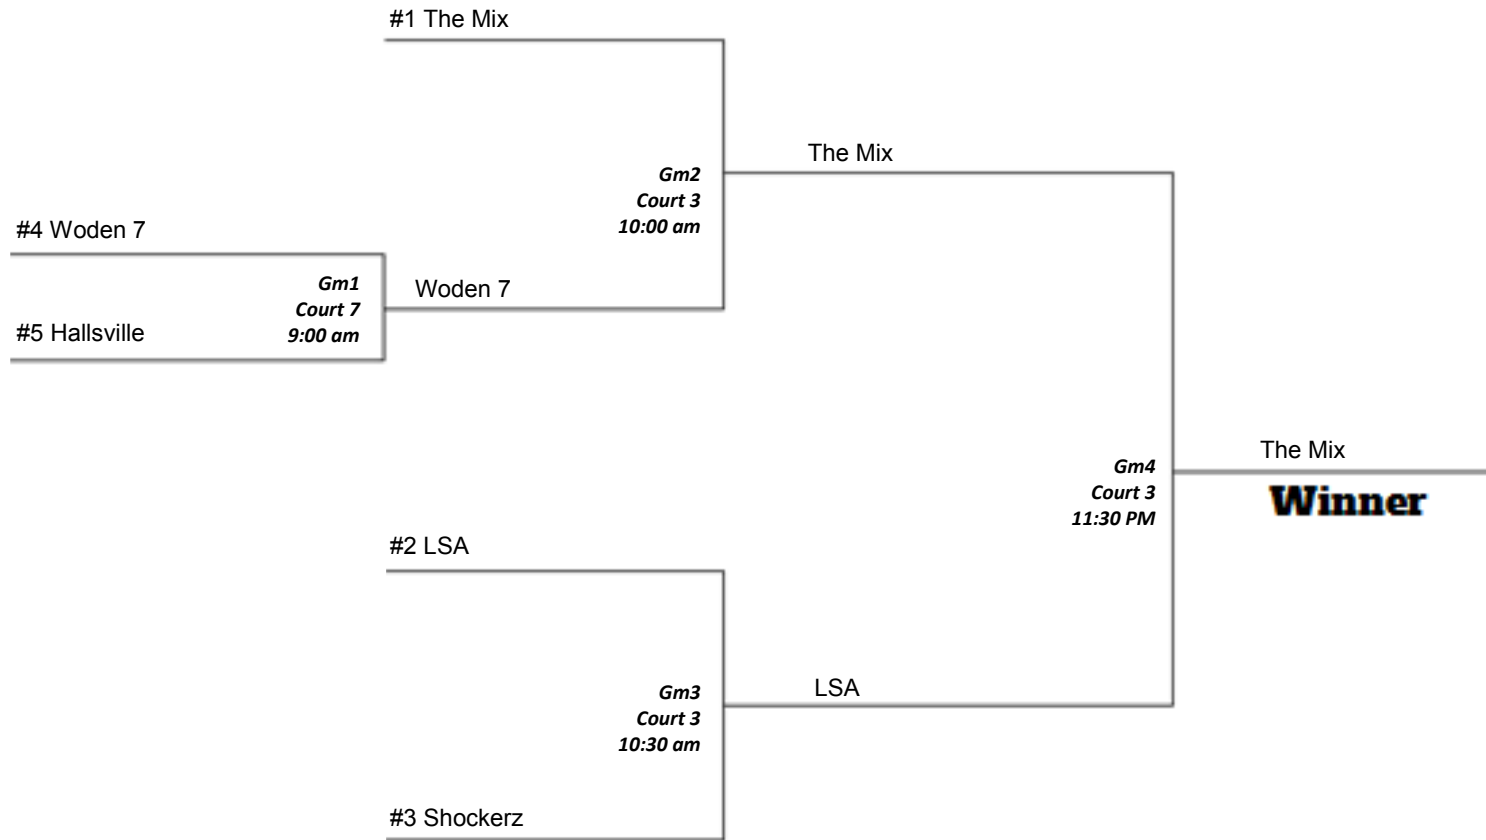 #1 The Mix
The Mix
Gm2
Court 3
10:00 am
#4 Woden 7
Gm1
Court 7
9:00 am
Woden 7
#5 Hallsville
The Mix
Winner
Gm4
Court 3
11:30 PM
#2 LSA
LSA
Gm3
Court 3
10:30 am
#3 Shockerz